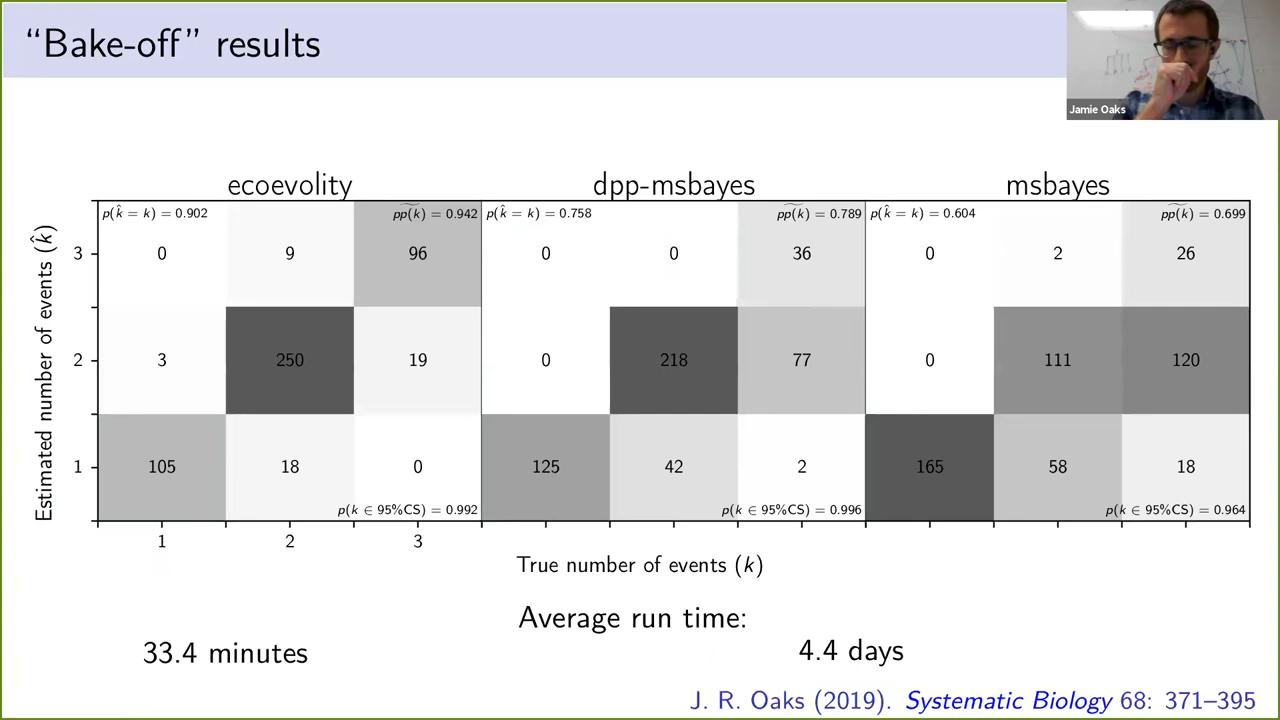 “Bake-off” results
Jamie Oaks
ecoevolity
dpp-msbayes
msbayes
p(k̂ = k) = 0.902
p͠p(k) = 0.942
p(k̂ = k) = 0.758
p͠p(k) = 0.789
p(k̂ = k) = 0.604
p͠p(k) = 0.699
Estimated number of events (k̂)
3 0 9 96 0 0 36 0 2 26
2 3 250 19 0 218 77 0 111 120
1 105 18 0 125 42 2 165 58 18
p(k ∈ 95%CS) = 0.992
p(k ∈ 95%CS) = 0.996
p(k ∈ 95%CS) = 0.964
1 2 3
True number of events (k)
Average run time:
33.4 minutes
4.4 days
J. R. Oaks (2019). Systematic Biology 68: 371–395